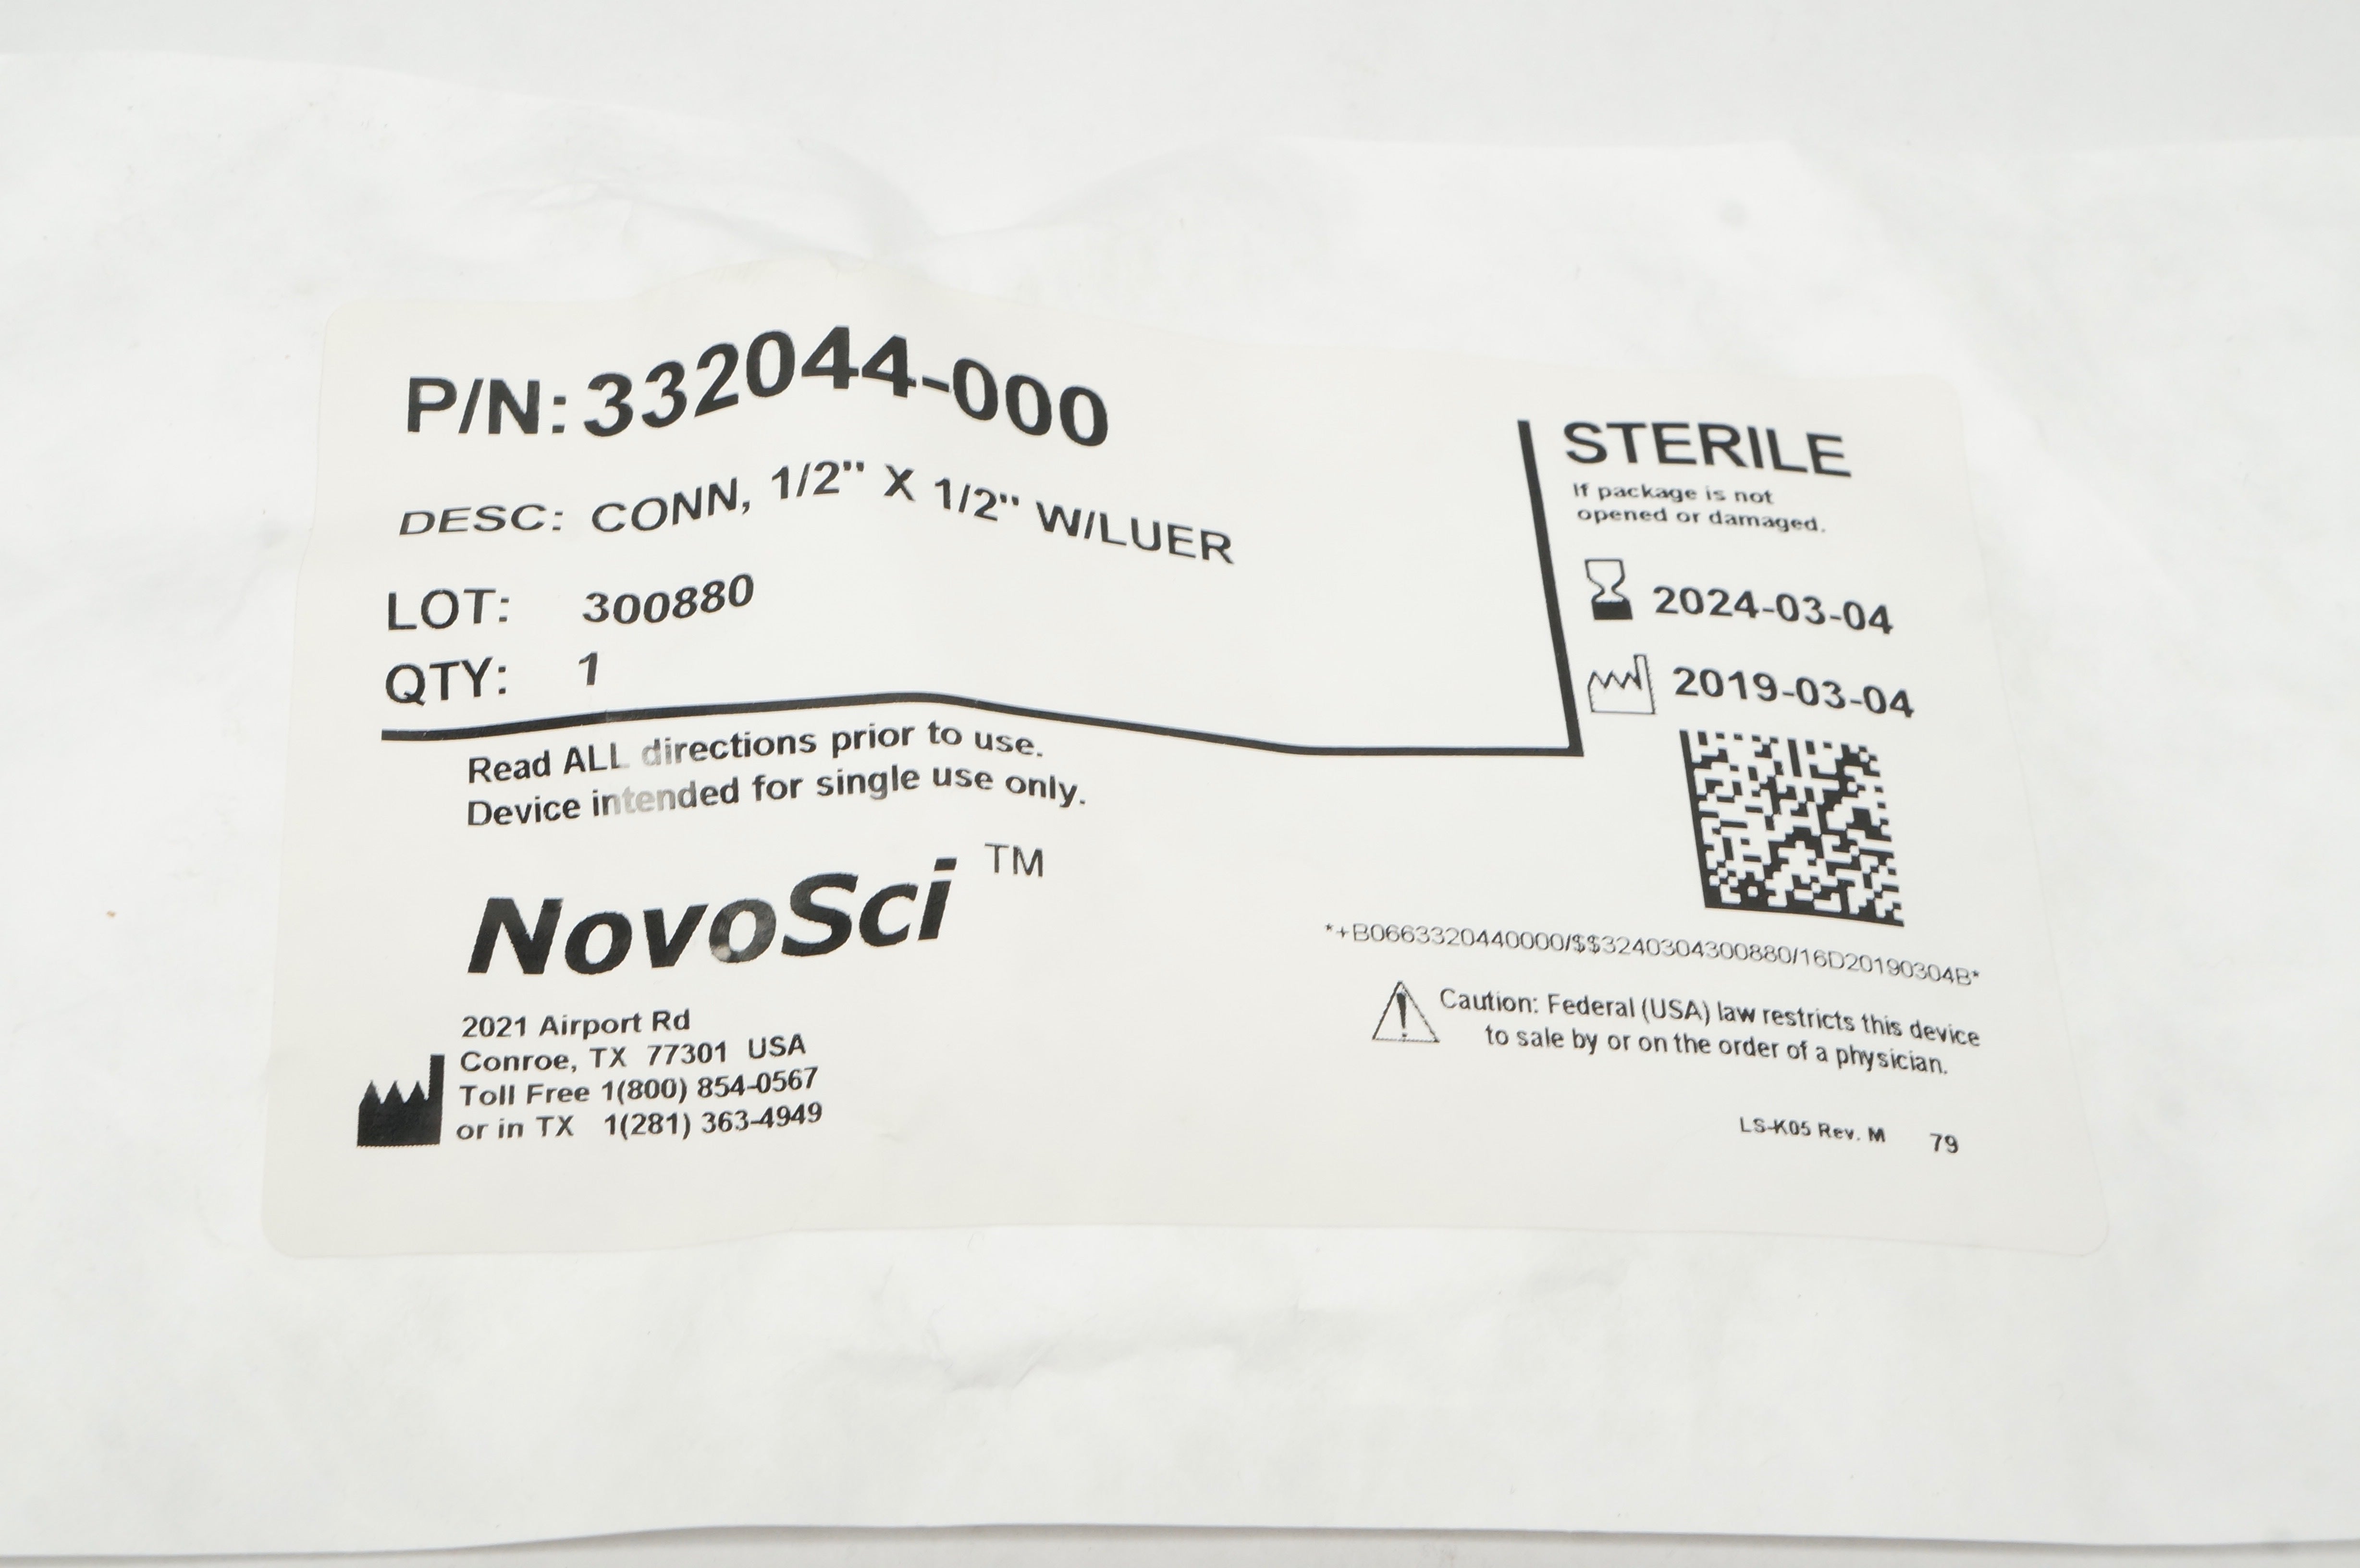 P/N: 332044-000
DESC: CONN, 1/2" X 1/2" W/LUER
LOT: 300880
QTY: 1
STERILE
If package is not
opened or damaged.
2024-03-04
2019-03-04
Read ALL directions prior to use.
Device intended for single use only.
NovoSci TM
*+B0663320440000/$$3240304300880/16D20190304B*
2021 Airport Rd
Conroe, TX 77301 USA
Toll Free 1(800) 854-0567
or in TX 1(281) 363-4949
Caution: Federal (USA) law restricts this device
to sale by or on the order of a physician.
LS-K05 Rev. M 79